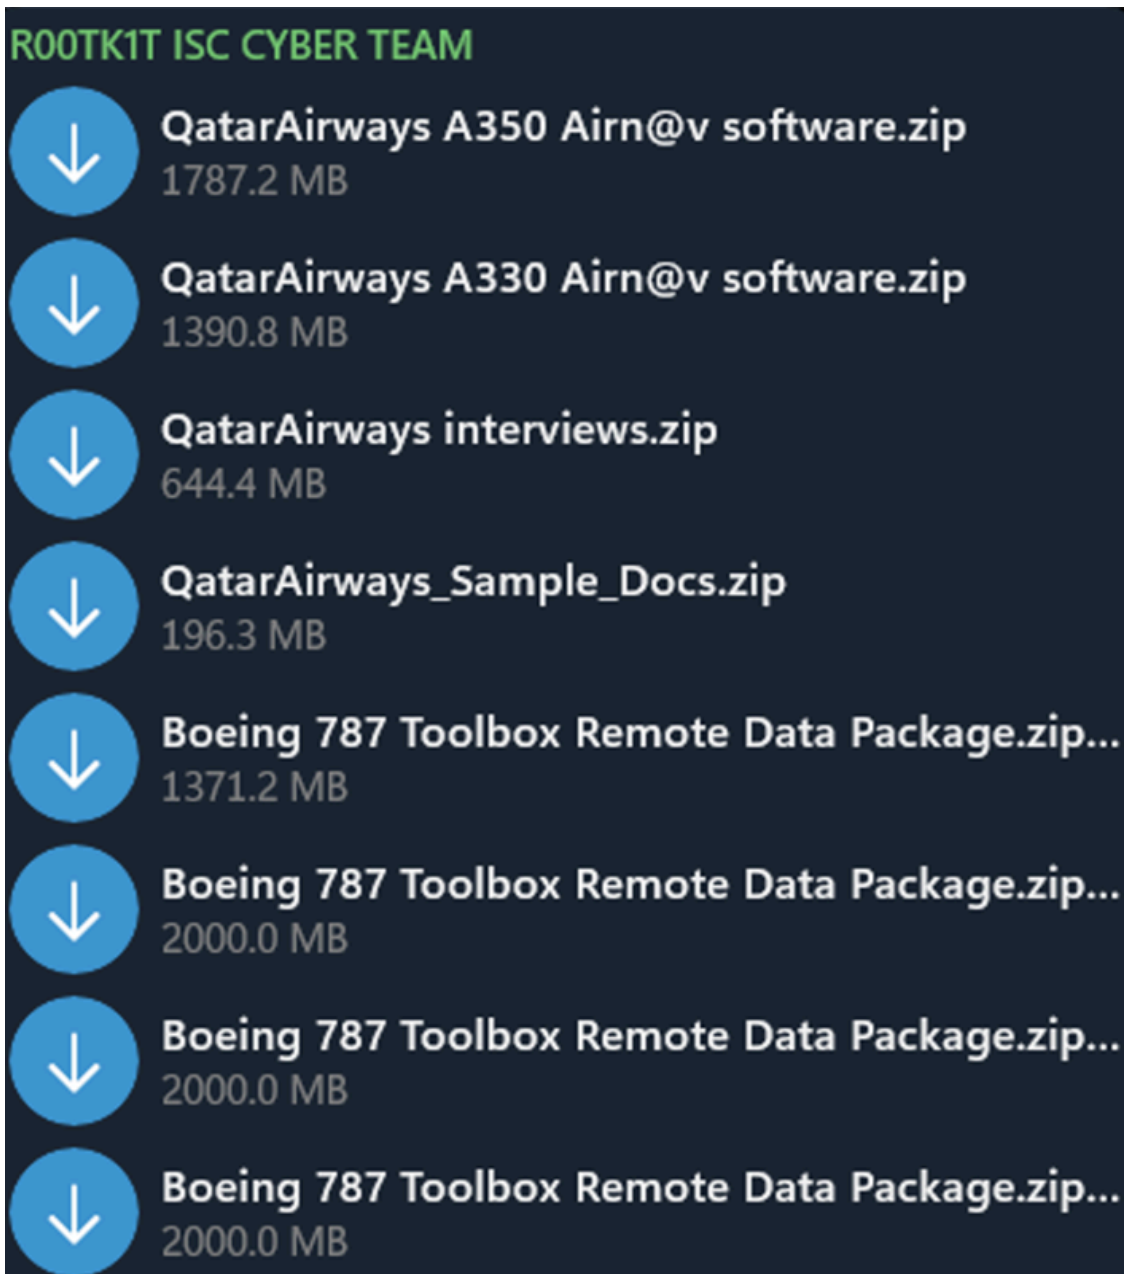 R00TK1T ISC CYBER TEAM
QatarAirways A350 Airn@v software.zip
1787.2 MB
QatarAirways A330 Airn@v software.zip
1390.8 MB
QatarAirways interviews.zip
644.4 MB
QatarAirways_Sample_Docs.zip
196.3 MB
Boeing 787 Toolbox Remote Data Package.zip...
1371.2 MB
Boeing 787 Toolbox Remote Data Package.zip...
2000.0 MB
Boeing 787 Toolbox Remote Data Package.zip...
2000.0 MB
Boeing 787 Toolbox Remote Data Package.zip...
2000.0 MB